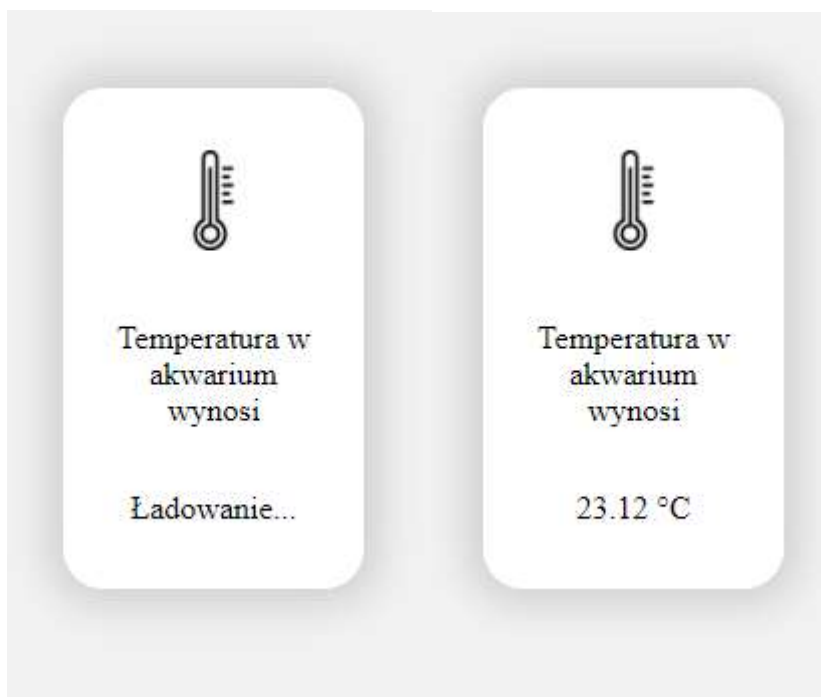 Temperatura w
akwarium
wynosi
Ładowanie...
Temperatura w
akwarium
wynosi
23.12 °C